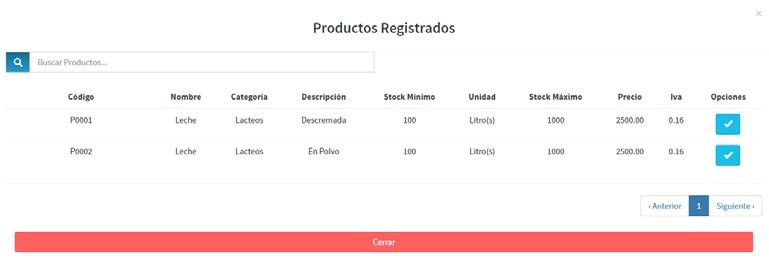 ×
Productos Registrados
Buscar Productos...
Código Nombre Categoría Descripción Stock Mínimo Unidad Stock Máximo Precio Iva Opciones
P0001 Leche Lacteos Descremada 100 Litro(s) 1000 2500.00 0.16
P0002 Leche Lacteos En Polvo 100 Litro(s) 1000 2500.00 0.16
‹ Anterior 1 Siguiente ›
Cerrar